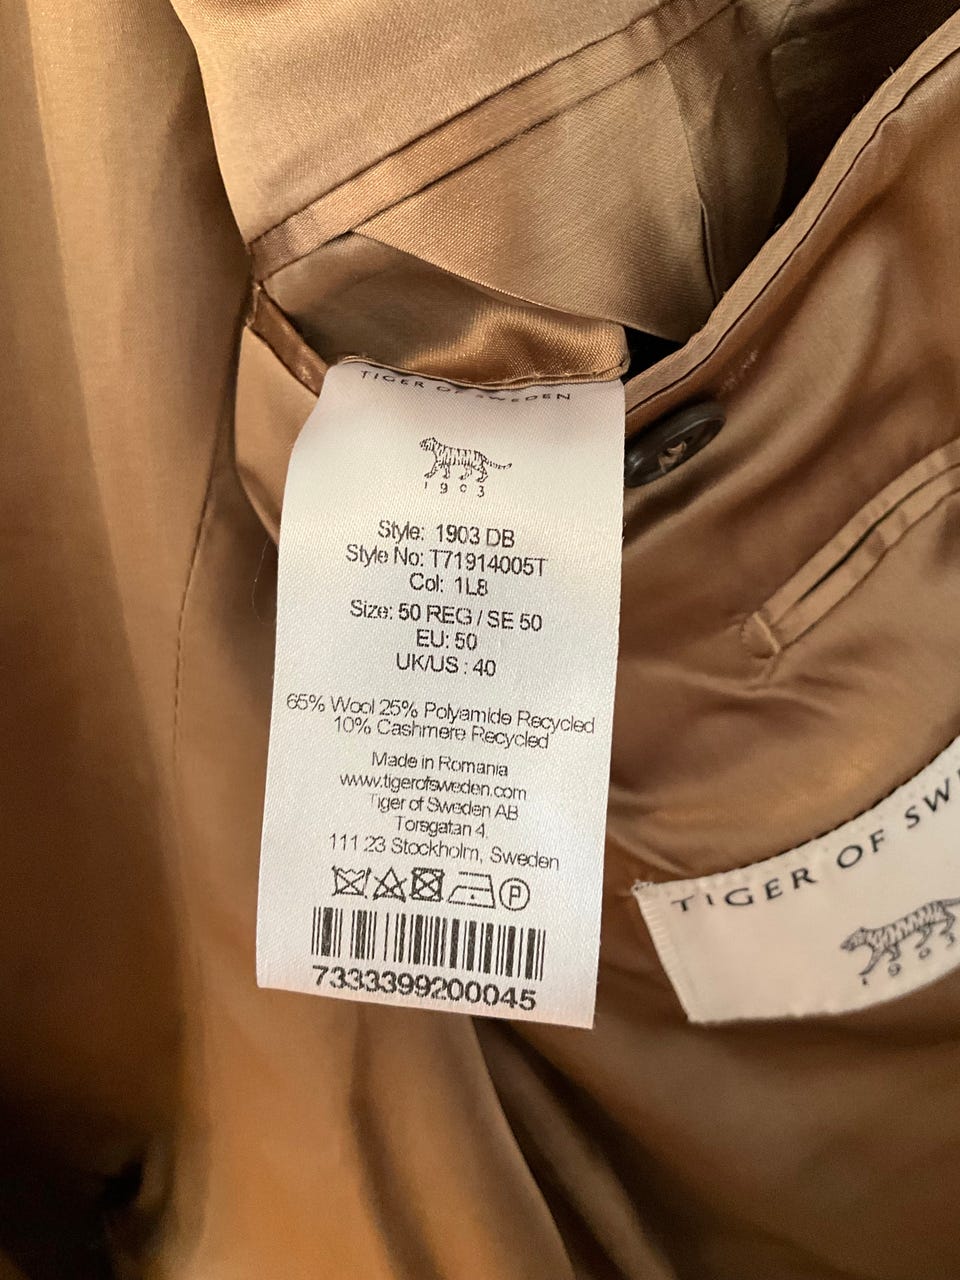 TIGER OF SWEDEN
1903
Style: 1903 DB
Style No: T71914005T
Col: 1L8
Size: 50 REG / SE 50
EU: 50
UK/US : 40
65% Wool 25% Polyamide Recycled
10% Cashmere Recycled
Made in Romania
www.tigerofsweden.com
Tiger of Sweden AB
Torsgatan 4,
111 23 Stockholm, Sweden
P
7333399200045
TIGER OF SW
1903